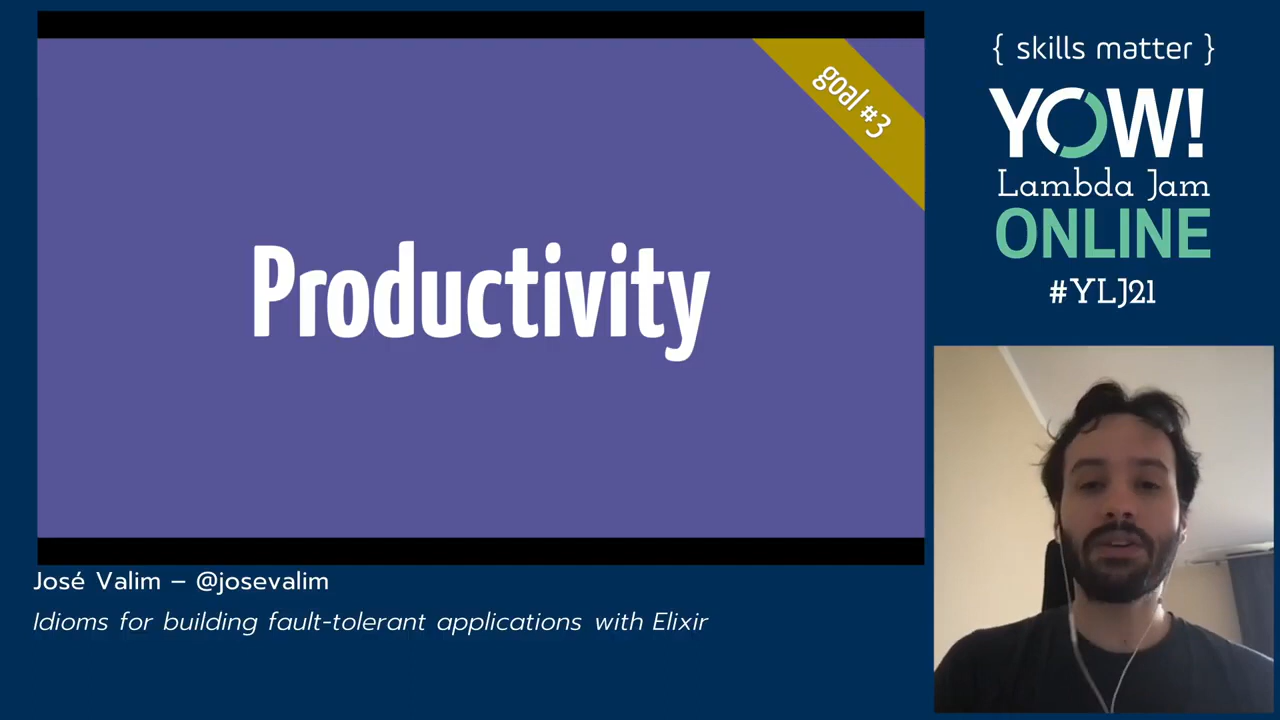 goal #3
Productivity
{ skills matter }
YOW!
Lambda Jam
ONLINE
#YLJ21
José Valim – @josevalim
Idioms for building fault-tolerant applications with Elixir